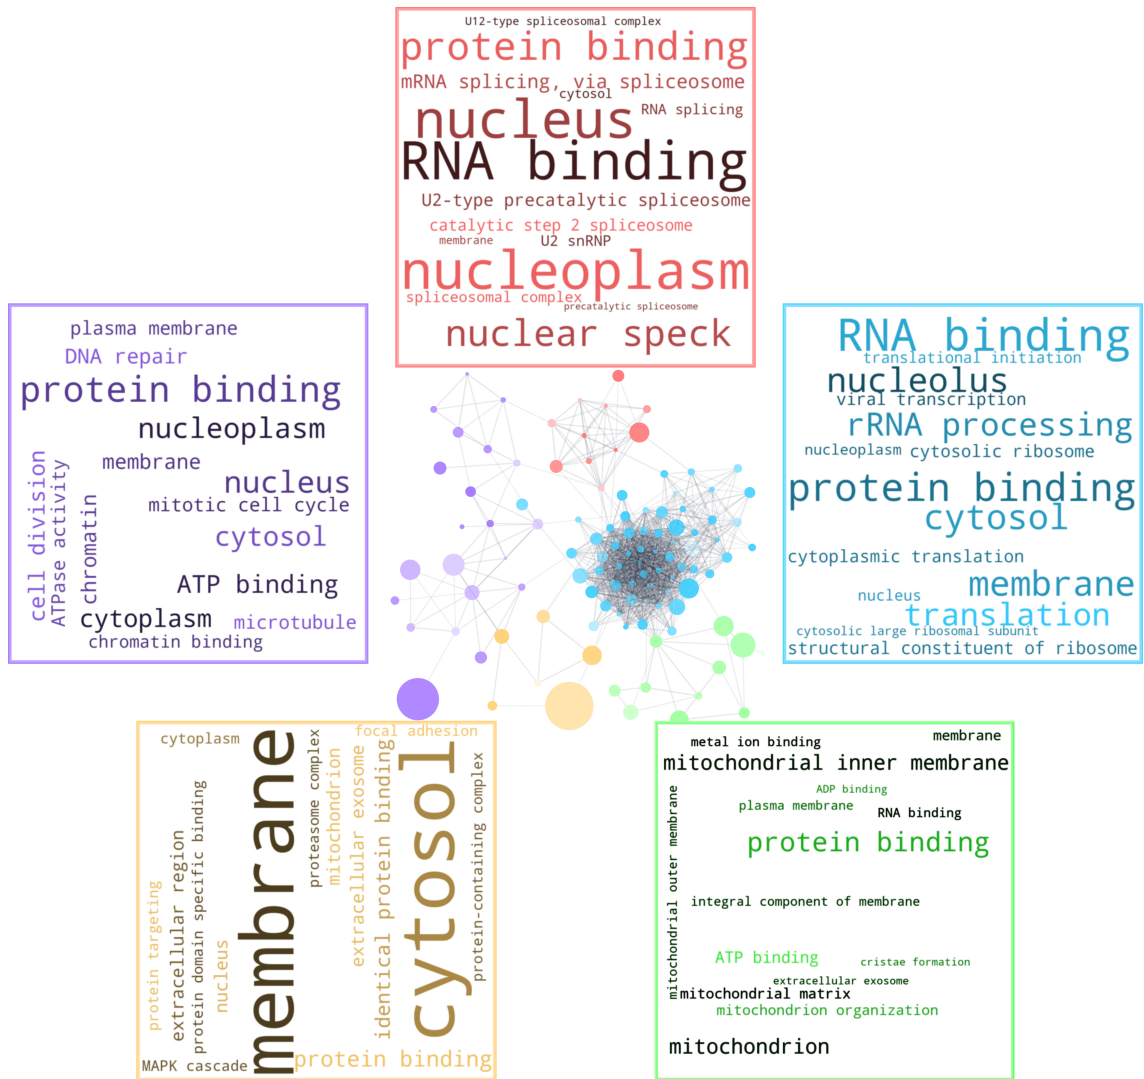 U12-type spliceosomal complex
protein binding
mRNA splicing, via spliceosome
cytosol
RNA splicing
nucleus
RNA binding
U2-type precatalytic spliceosome
catalytic step 2 spliceosome
membrane
U2 snRNP
nucleoplasm
spliceosomal complex
precatalytic spliceosome
nuclear speck
plasma membrane
DNA repair
protein binding
nucleoplasm
membrane
nucleus
mitotic cell cycle
cell division
ATPase activity
chromatin
cytosol
ATP binding
cytoplasm
microtubule
chromatin binding
RNA binding
translational initiation
nucleolus
viral transcription
rRNA processing
nucleoplasm
cytosolic ribosome
protein binding
cytosol
cytoplasmic translation
membrane
nucleus
translation
cytosolic large ribosomal subunit
structural constituent of ribosome
cytoplasm
focal adhesion
protein targeting
extracellular region
protein domain specific binding
nucleus
membrane
proteasome complex
mitochondrion
extracellular exosome
identical protein binding
cytosol
protein-containing complex
MAPK cascade
protein binding
metal ion binding
membrane
mitochondrial inner membrane
ADP binding
plasma membrane
RNA binding
protein binding
mitochondrial outer membrane
integral component of membrane
ATP binding
cristae formation
extracellular exosome
mitochondrial matrix
mitochondrion organization
mitochondrion